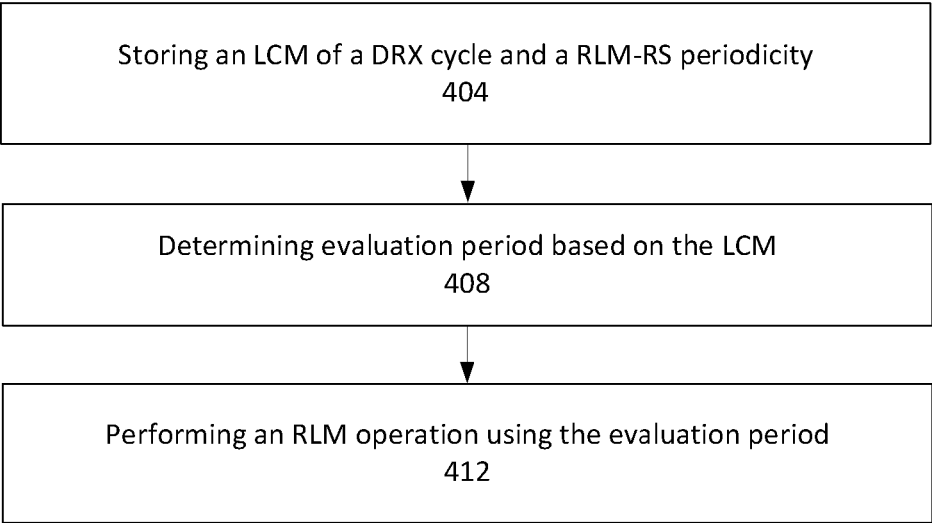 Storing an LCM of a DRX cycle and a RLM-RS periodicity
404
Determining evaluation period based on the LCM
408
Performing an RLM operation using the evaluation period
412